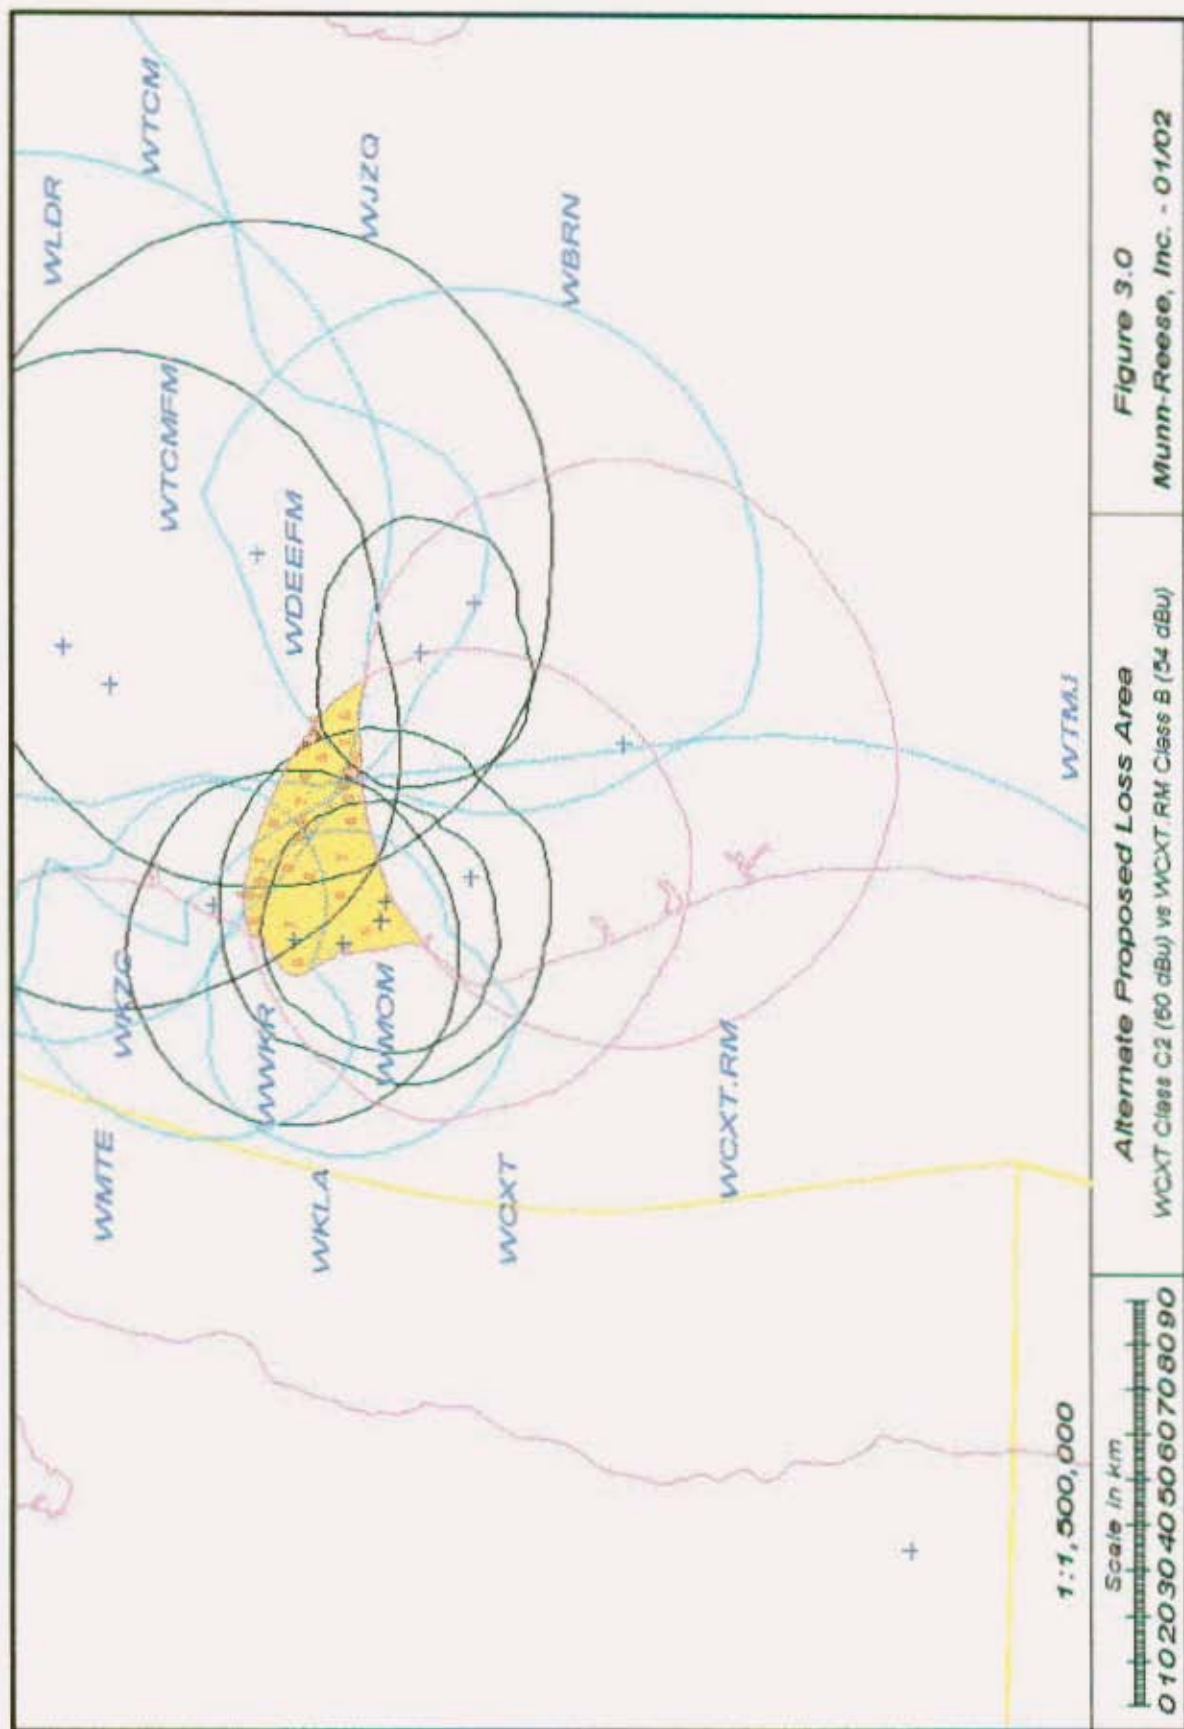 WTCM
WLDR
WJZQ
WBRN
WTCMFM
WDEEFM
WTMJ
WKZC
WWKR
WMOM
WCXT.RM
WMTE
WKLA
WCXT
1:1,500,000
Scale in km
0 10 20 30 40 50 60 70 80 90
Alternate Proposed Loss Area
WCXT Class C2 (60 dBu) vs WCXT.RM Class B (54 dBu)
Figure 3.0
Munn-Reese, Inc. - 01/02